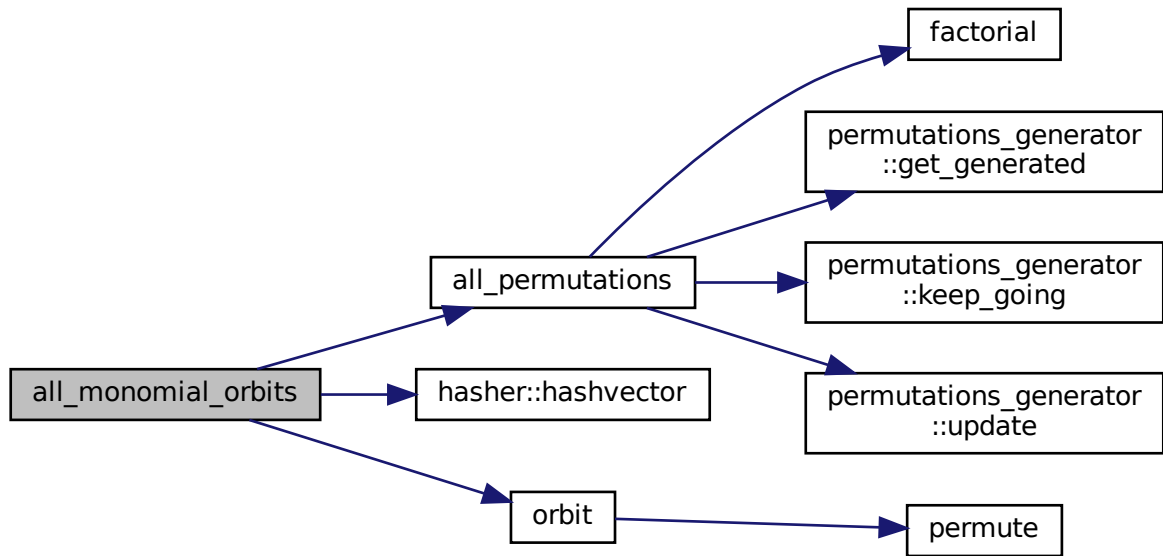 factorial
permutations_generator
::get_generated
permutations_generator
::keep_going
all_permutations
all_monomial_orbits
hasher::hashvector
permutations_generator
::update
orbit
permute